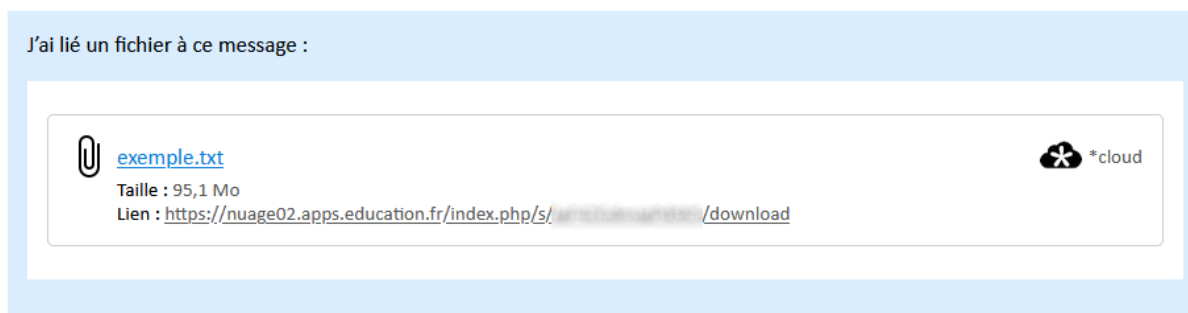 J’ai lié un fichier à ce message :
exemple.txt
*cloud
Taille : 95,1 Mo
Lien : https://nuage02.apps.education.fr/index.php/s/ /download